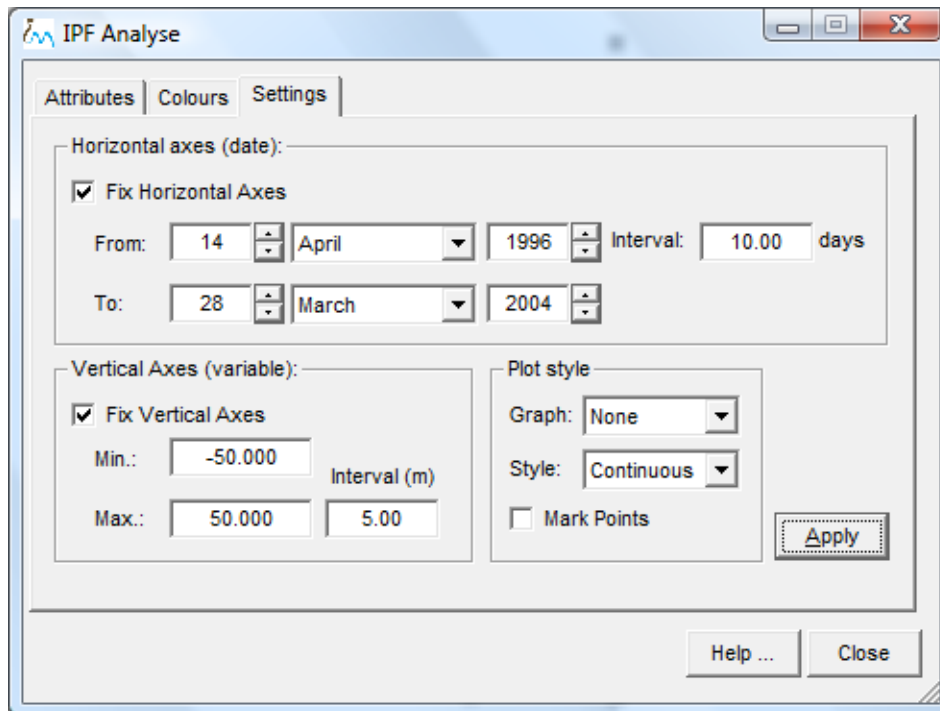 IPF Analyse
Attributes Colours Settings
Horizontal axes (date):
Fix Horizontal Axes
From: 14 April 1996 Interval: 10.00 days
To: 28 March 2004
Vertical Axes (variable):
Fix Vertical Axes
Min.: -50.000
Interval (m)
Max.: 50.000 5.00
Plot style
Graph: None
Style: Continuous
Mark Points
Apply
Help ... Close